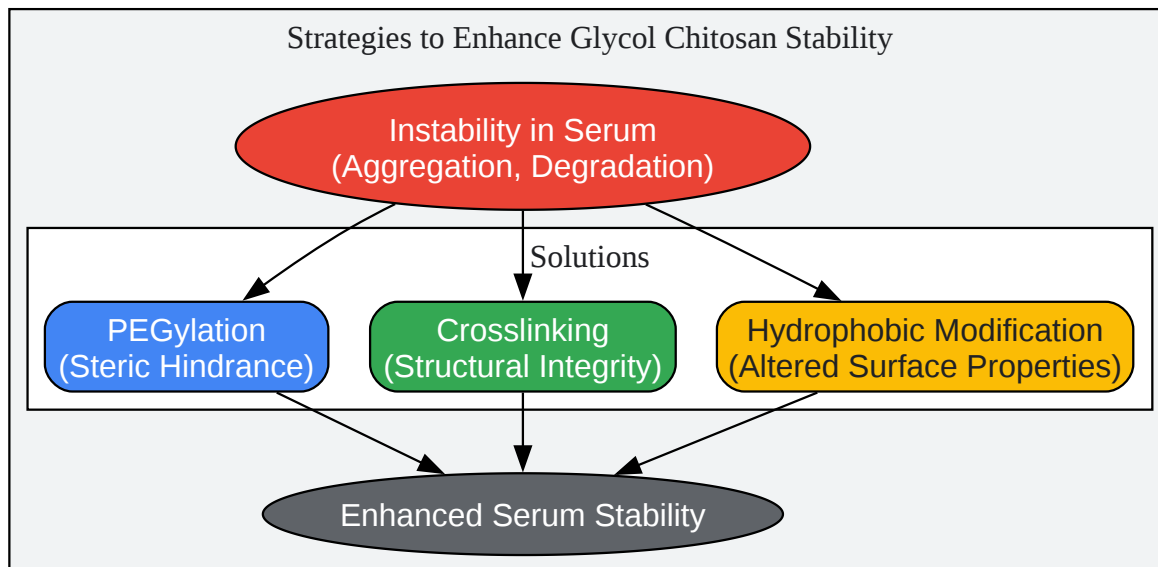 Strategies to Enhance Glycol Chitosan Stability
Instability in Serum
(Aggregation, Degradation)
Solutions
PEGylation
(Steric Hindrance)
Crosslinking
(Structural Integrity)
Hydrophobic Modification
(Altered Surface Properties)
Enhanced Serum Stability